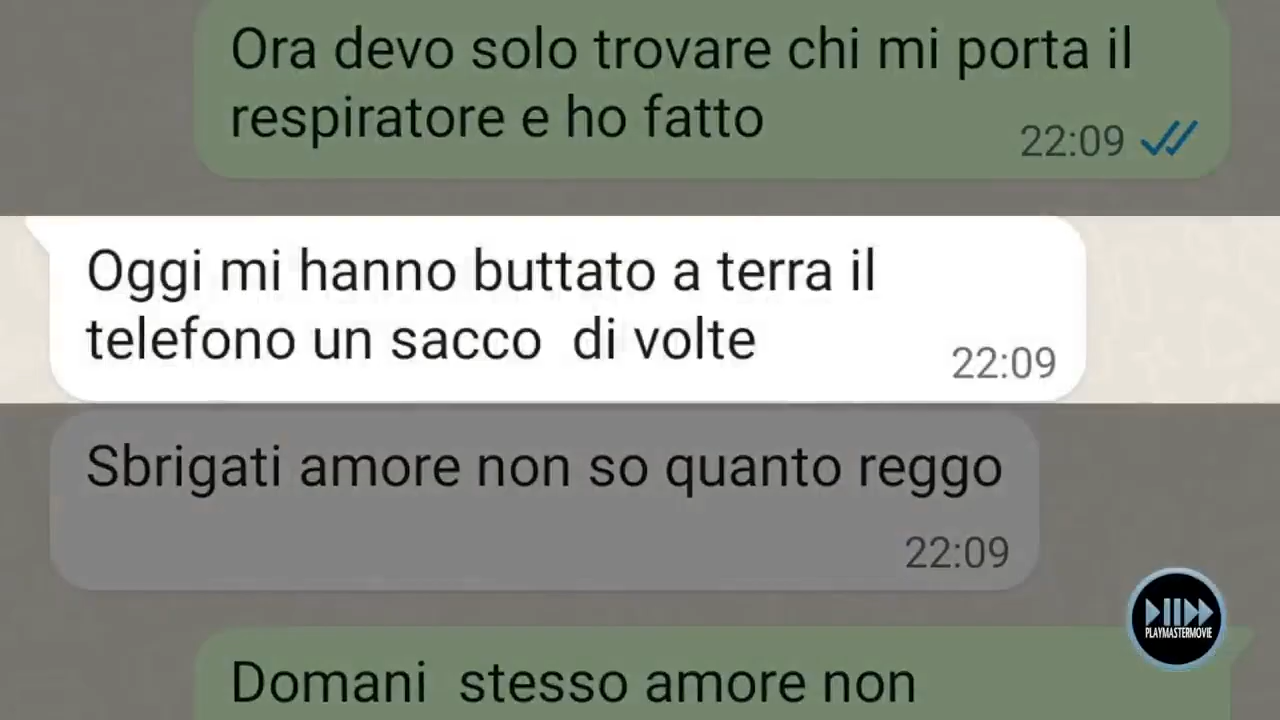 Ora devo solo trovare chi mi porta il
respiratore e ho fatto
22:09
Oggi mi hanno buttato a terra il
telefono un sacco  di volte
22:09
Sbrigati amore non so quanto reggo
22:09
PLAYMASTERMOVIE
Domani  stesso amore non